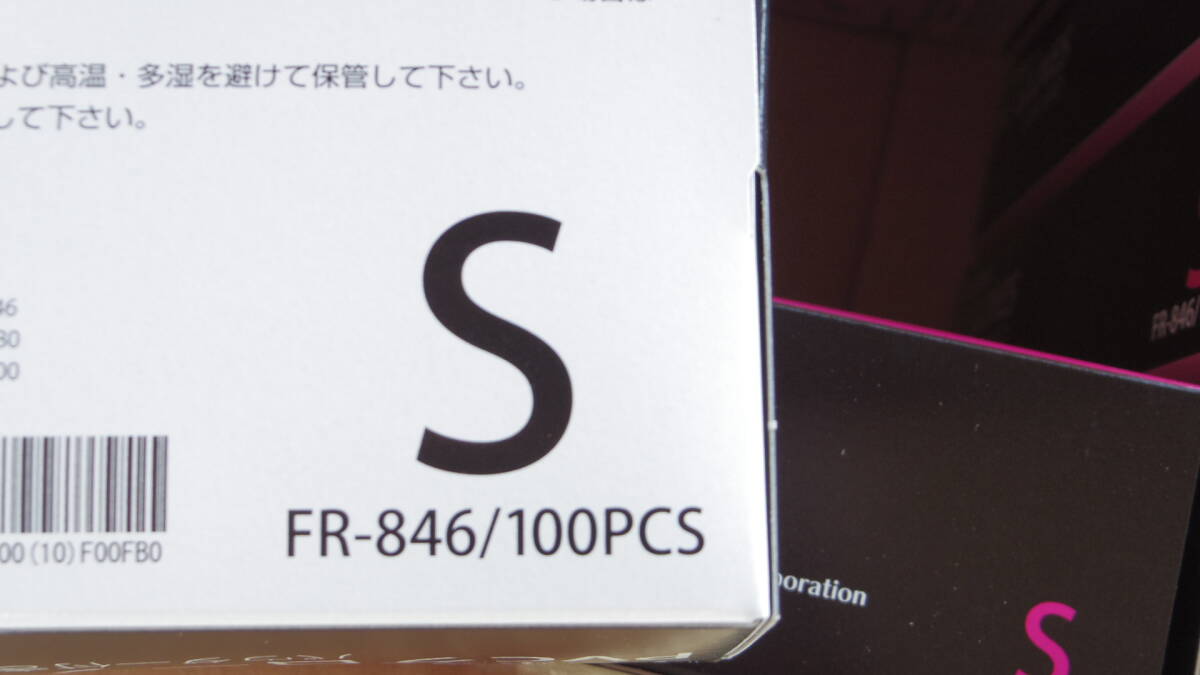 よび高温・多湿を避けて保管して下さい。
して下さい。
46
30
00
S
FR-846/100PCS
00(10)F00FB0
poration
S
FR-846/